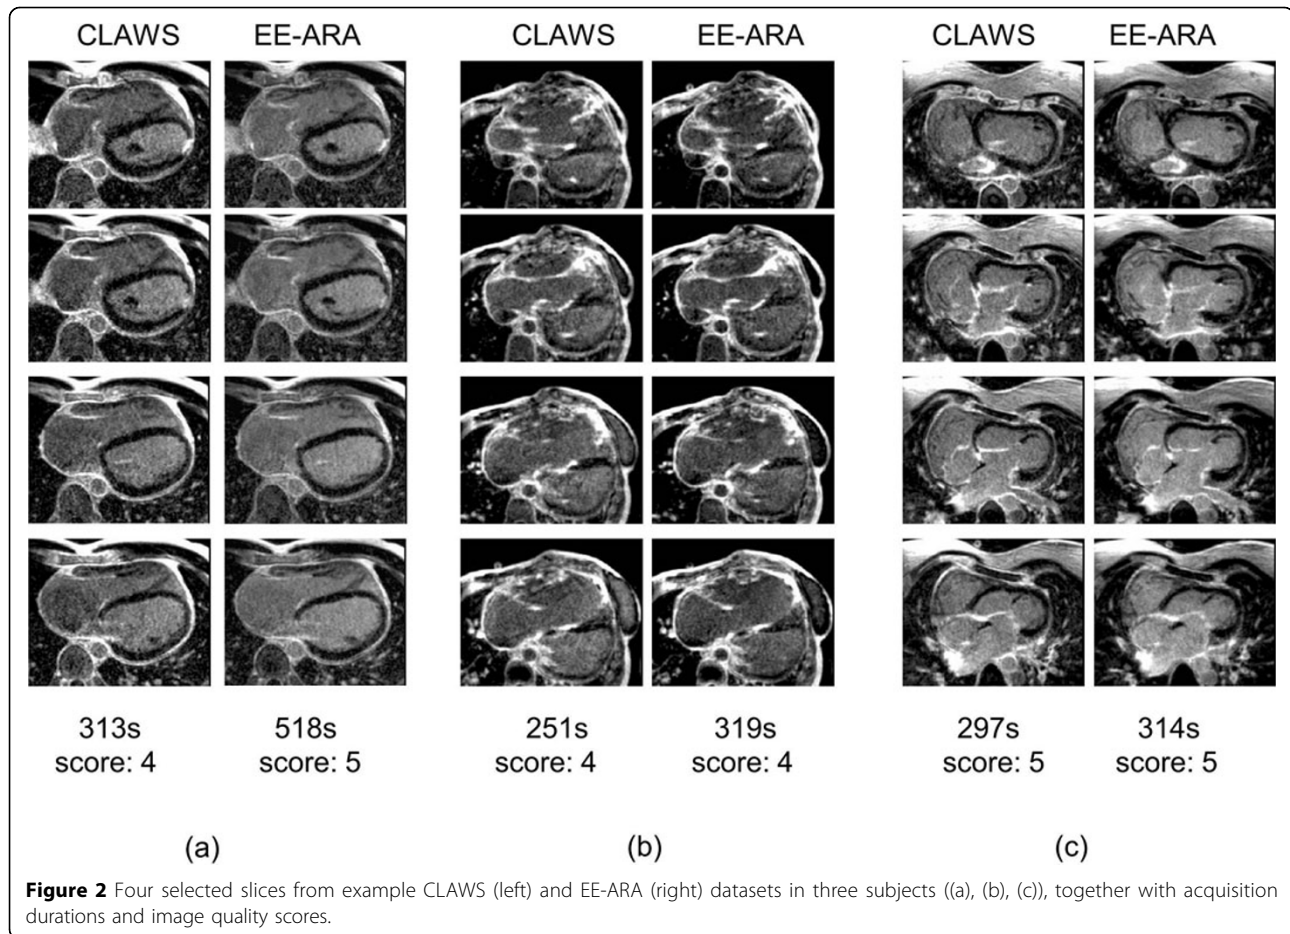 CLAWS EE-ARA CLAWS EE-ARA CLAWS EE-ARA
313s 518s 251s 319s 297s 314s
score: 4 score: 5 score: 4 score: 4 score: 5 score: 5
(a) (b) (c)
Figure 2 Four selected slices from example CLAWS (left) and EE-ARA (right) datasets in three subjects ((a), (b), (c)), together with acquisition
durations and image quality scores.